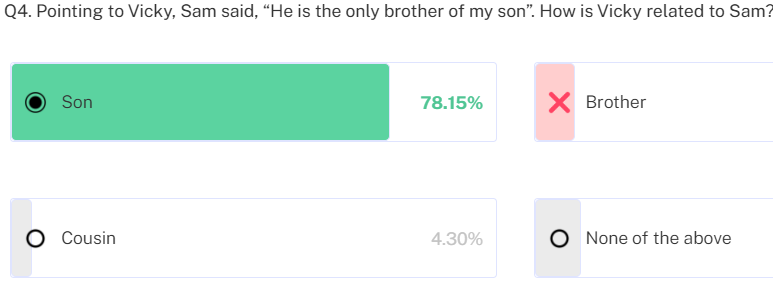 Q4. Pointing to Vicky, Sam said, “He is the only brother of my son”. How is Vicky related to Sam?
Son 78.15% Brother
Cousin 4.30% None of the above